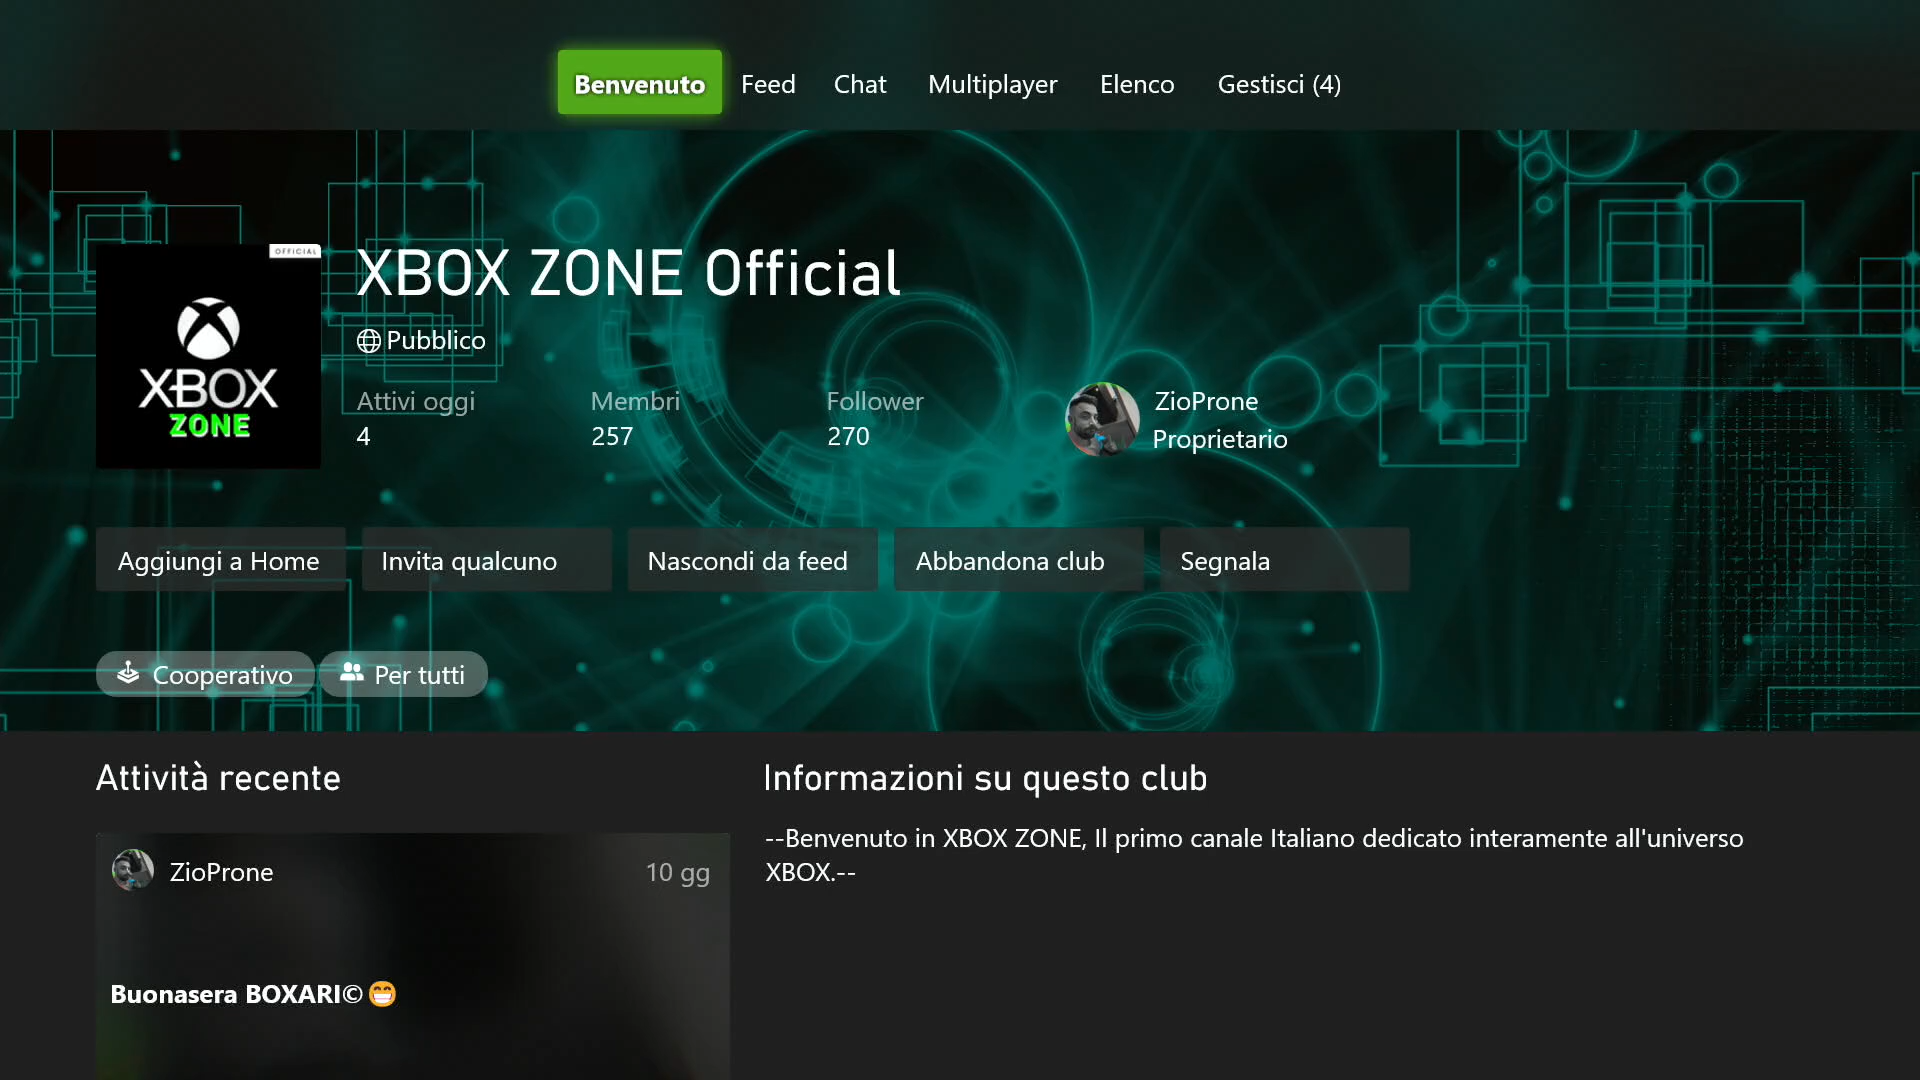 Benvenuto Feed Chat Multiplayer Elenco Gestisci (4)
OFFICIAL
XBOX
ZONE
XBOX ZONE Official
Pubblico
Attivi oggi Membri Follower ZioProne
4 257 270 Proprietario
Aggiungi a Home Invita qualcuno Nascondi da feed Abbandona club Segnala
Cooperativo Per tutti
Attività recente
ZioProne 10 gg
Buonasera BOXARI©😁
Informazioni su questo club
--Benvenuto in XBOX ZONE, Il primo canale Italiano dedicato interamente all'universo
XBOX.--